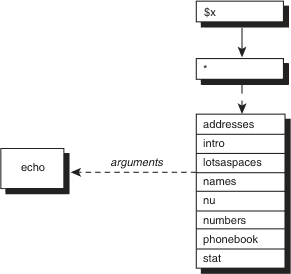 $x
*
addresses
intro
lotsaspaces
names
nu
numbers
phonebook
stat
arguments
echo